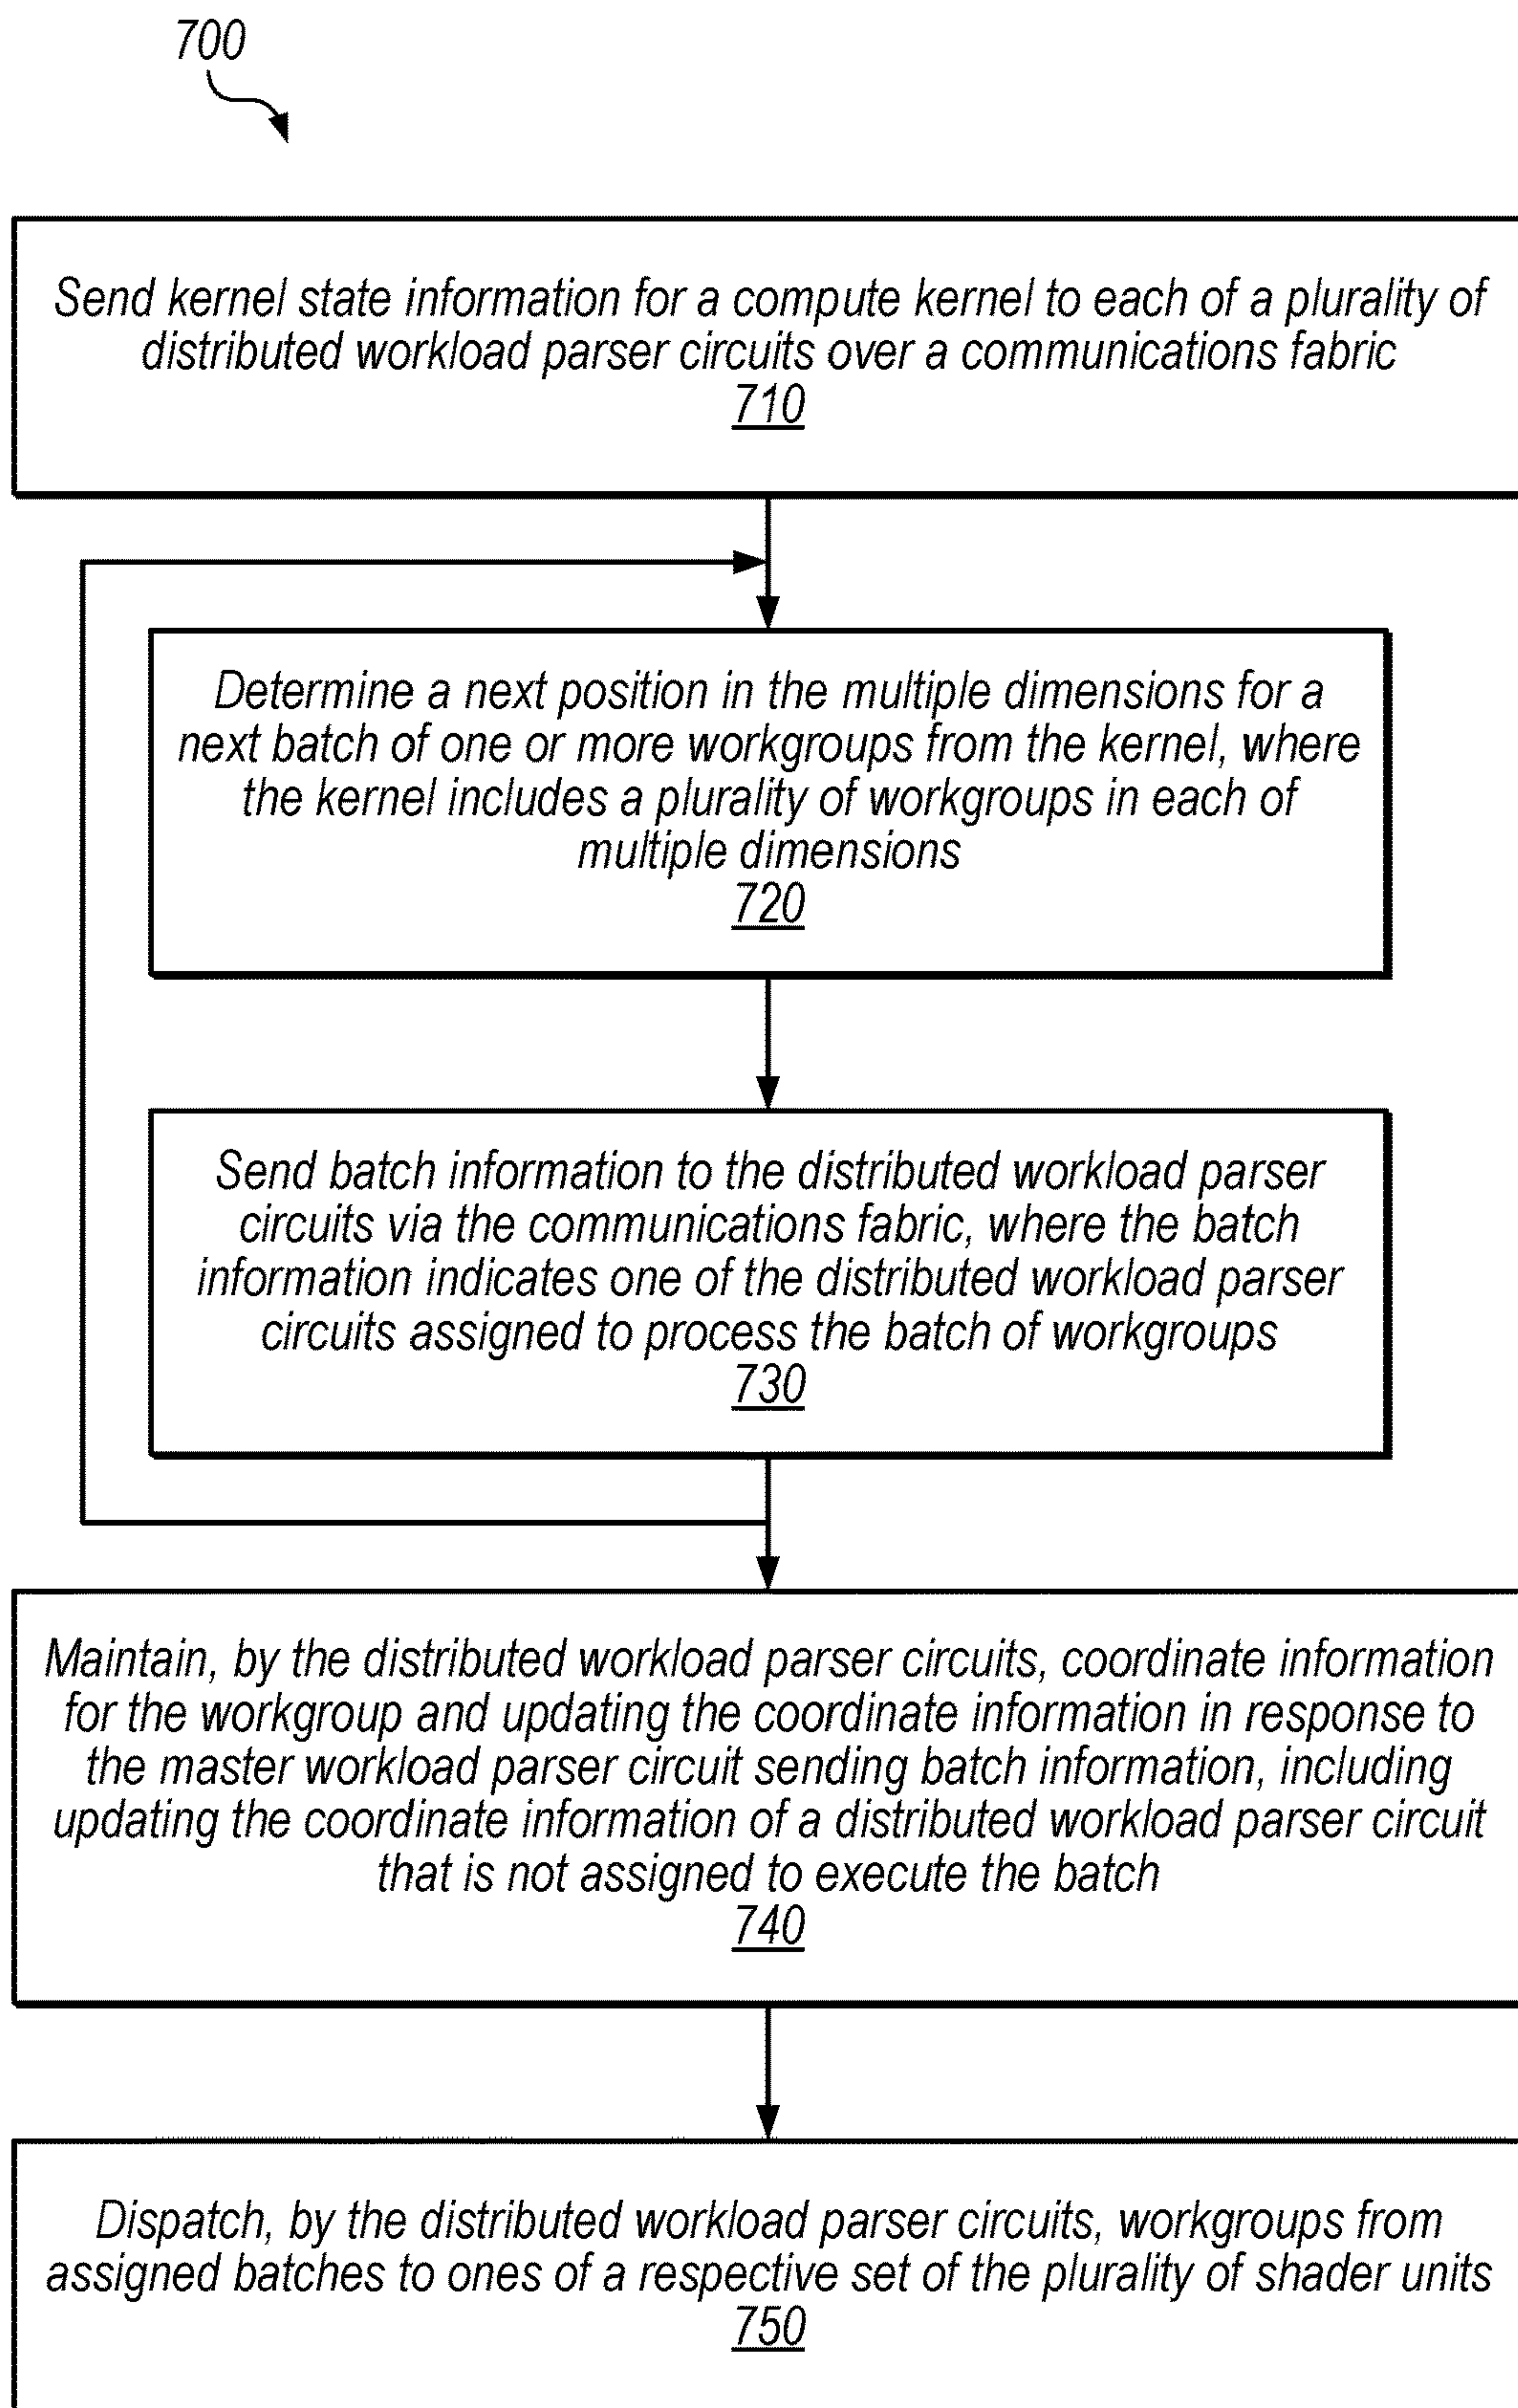 700
Send kernel state information for a compute kernel to each of a plurality of
distributed workload parser circuits over a communications fabric
710
Determine a next position in the multiple dimensions for a
next batch of one or more workgroups from the kernel, where
the kernel includes a plurality of workgroups in each of
multiple dimensions
720
Send batch information to the distributed workload parser
circuits via the communications fabric, where the batch
information indicates one of the distributed workload parser
circuits assigned to process the batch of workgroups
730
Maintain, by the distributed workload parser circuits, coordinate information
for the workgroup and updating the coordinate information in response to
the master workload parser circuit sending batch information, including
updating the coordinate information of a distributed workload parser circuit
that is not assigned to execute the batch
740
Dispatch, by the distributed workload parser circuits, workgroups from
assigned batches to ones of a respective set of the plurality of shader units
750